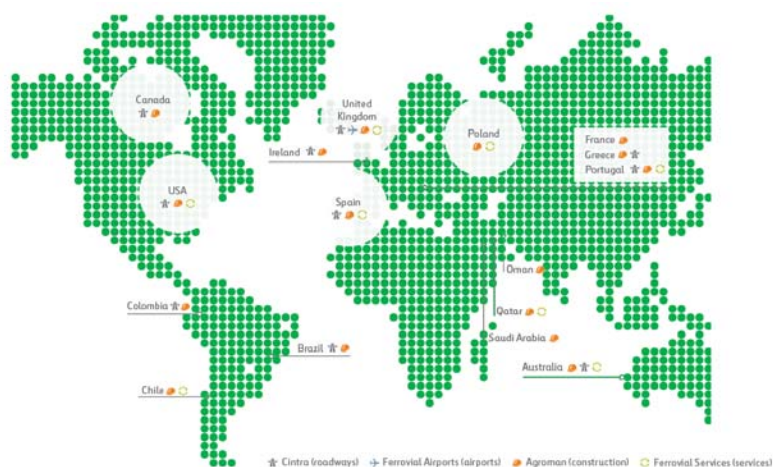 Canada
United
Kingdom
Poland
France
Greece
Portugal
Ireland
USA
Spain
Oman
Colombia
Qatar
Saudi Arabia
Brazil
Australia
Chile
Cintra (roadways)
Ferrovial Airports (airports)
Agroman (construction)
Ferrovial Services (services)